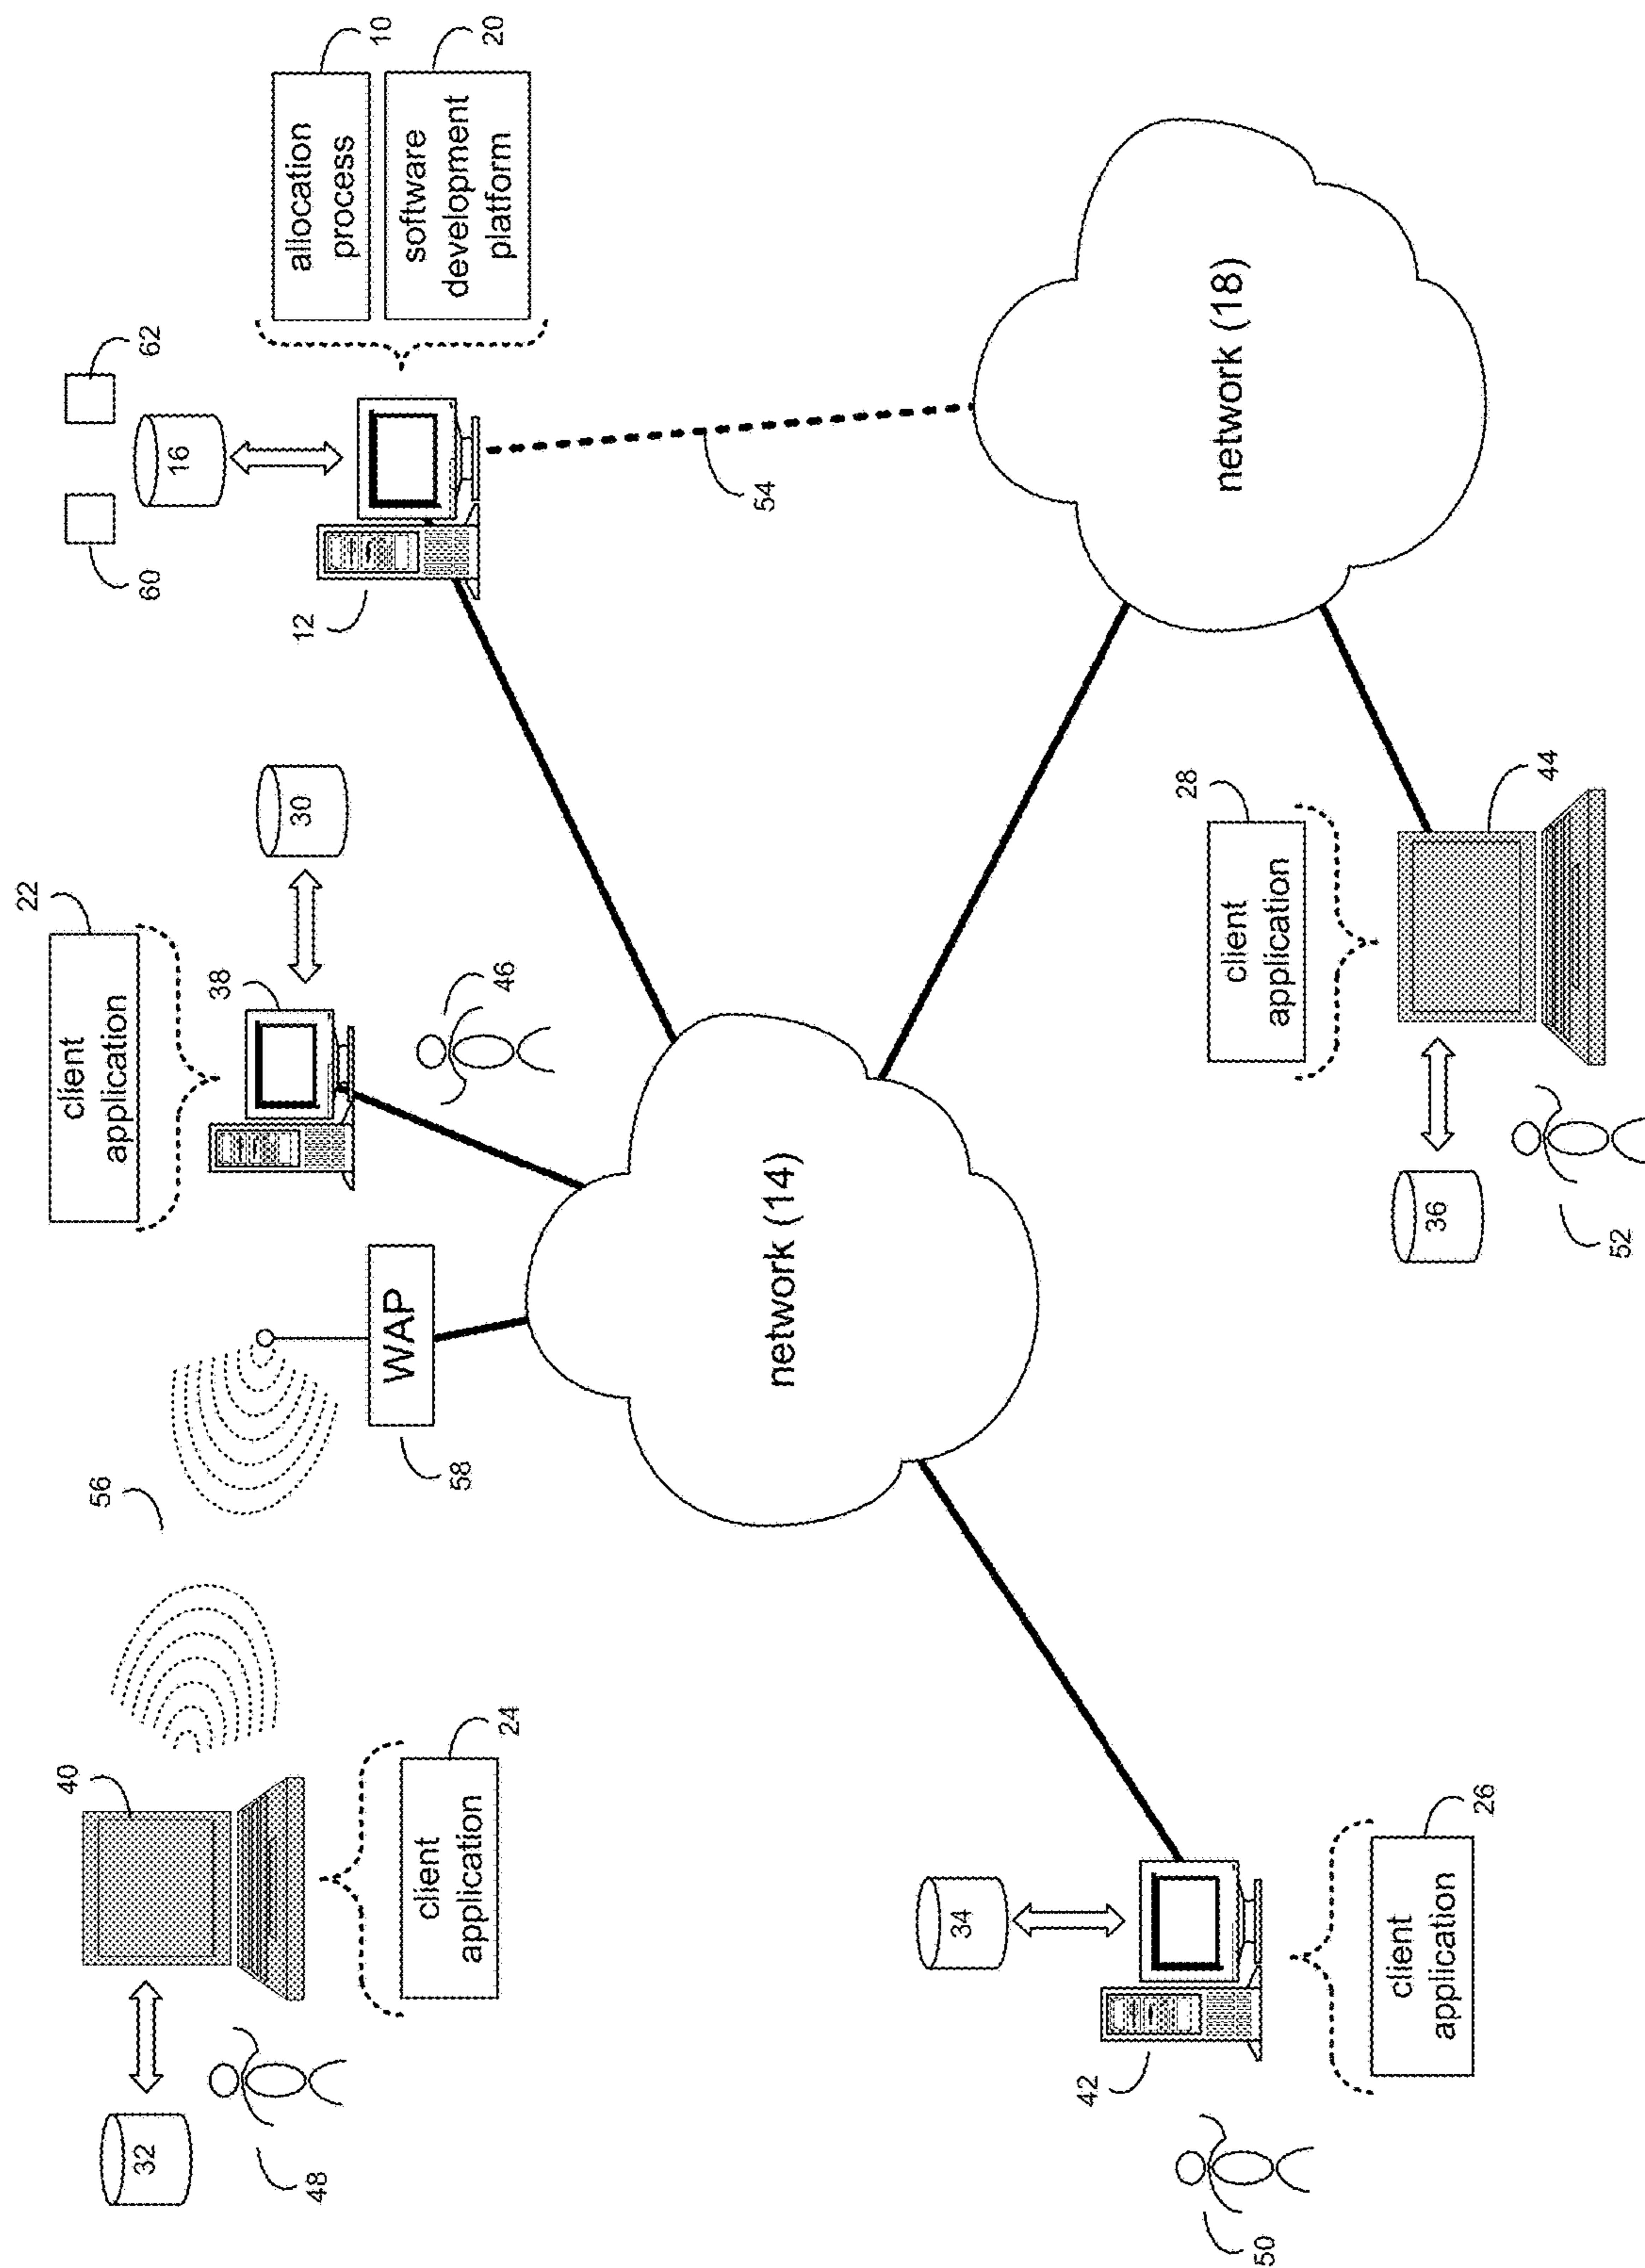 22
40
client
application
56
32
60
62
16
38
30
12
allocation
process
10
48
WAP
software
development
platform
20
client
application
24
58
46
54
network (14)
34
42
28
network (18)
client
application
50
client
application
26
36
44
52